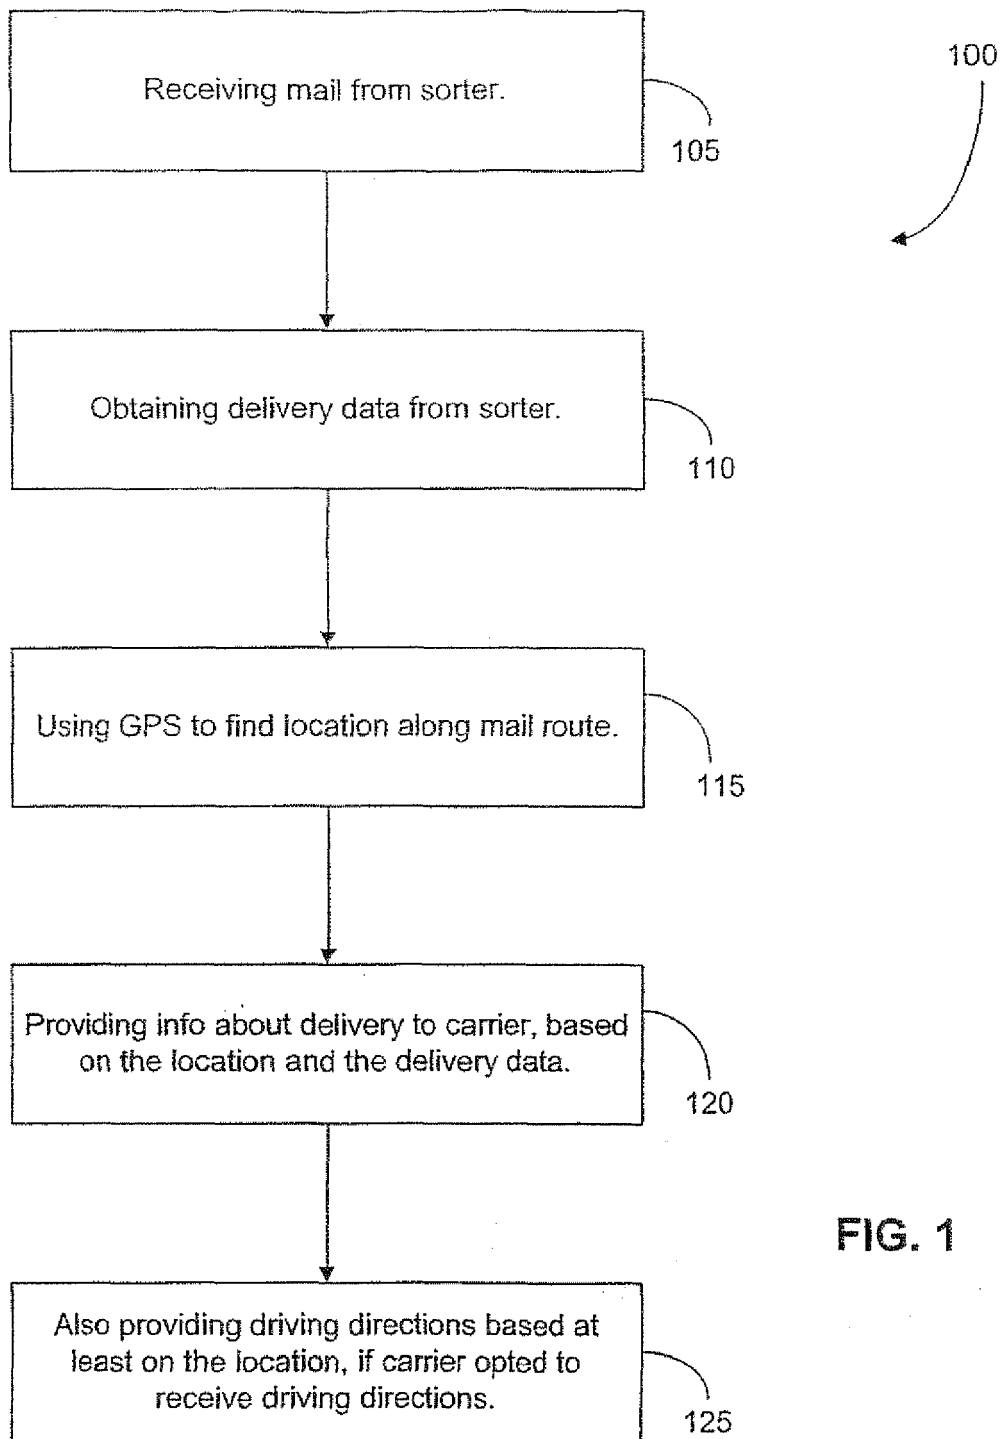 Receiving mail from sorter.
100
105
Obtaining delivery data from sorter.
110
Using GPS to find location along mail route.
115
Providing info about delivery to carrier, based
on the location and the delivery data.
120
FIG. 1
Also providing driving directions based at
least on the location, if carrier opted to
receive driving directions.
125